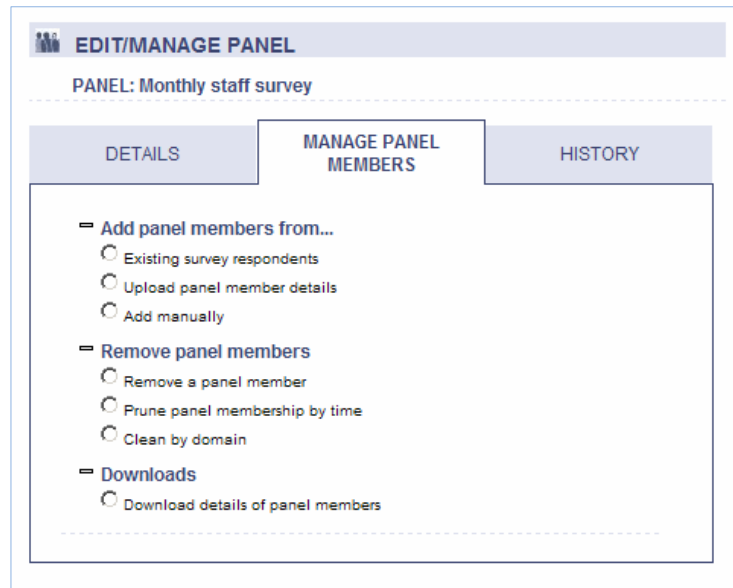 EDIT/MANAGE PANEL
PANEL: Monthly staff survey
DETAILS
MANAGE PANEL
MEMBERS
HISTORY
Add panel members from...
Existing survey respondents
Upload panel member details
Add manually
Remove panel members
Remove a panel member
Prune panel membership by time
Clean by domain
Downloads
Download details of panel members